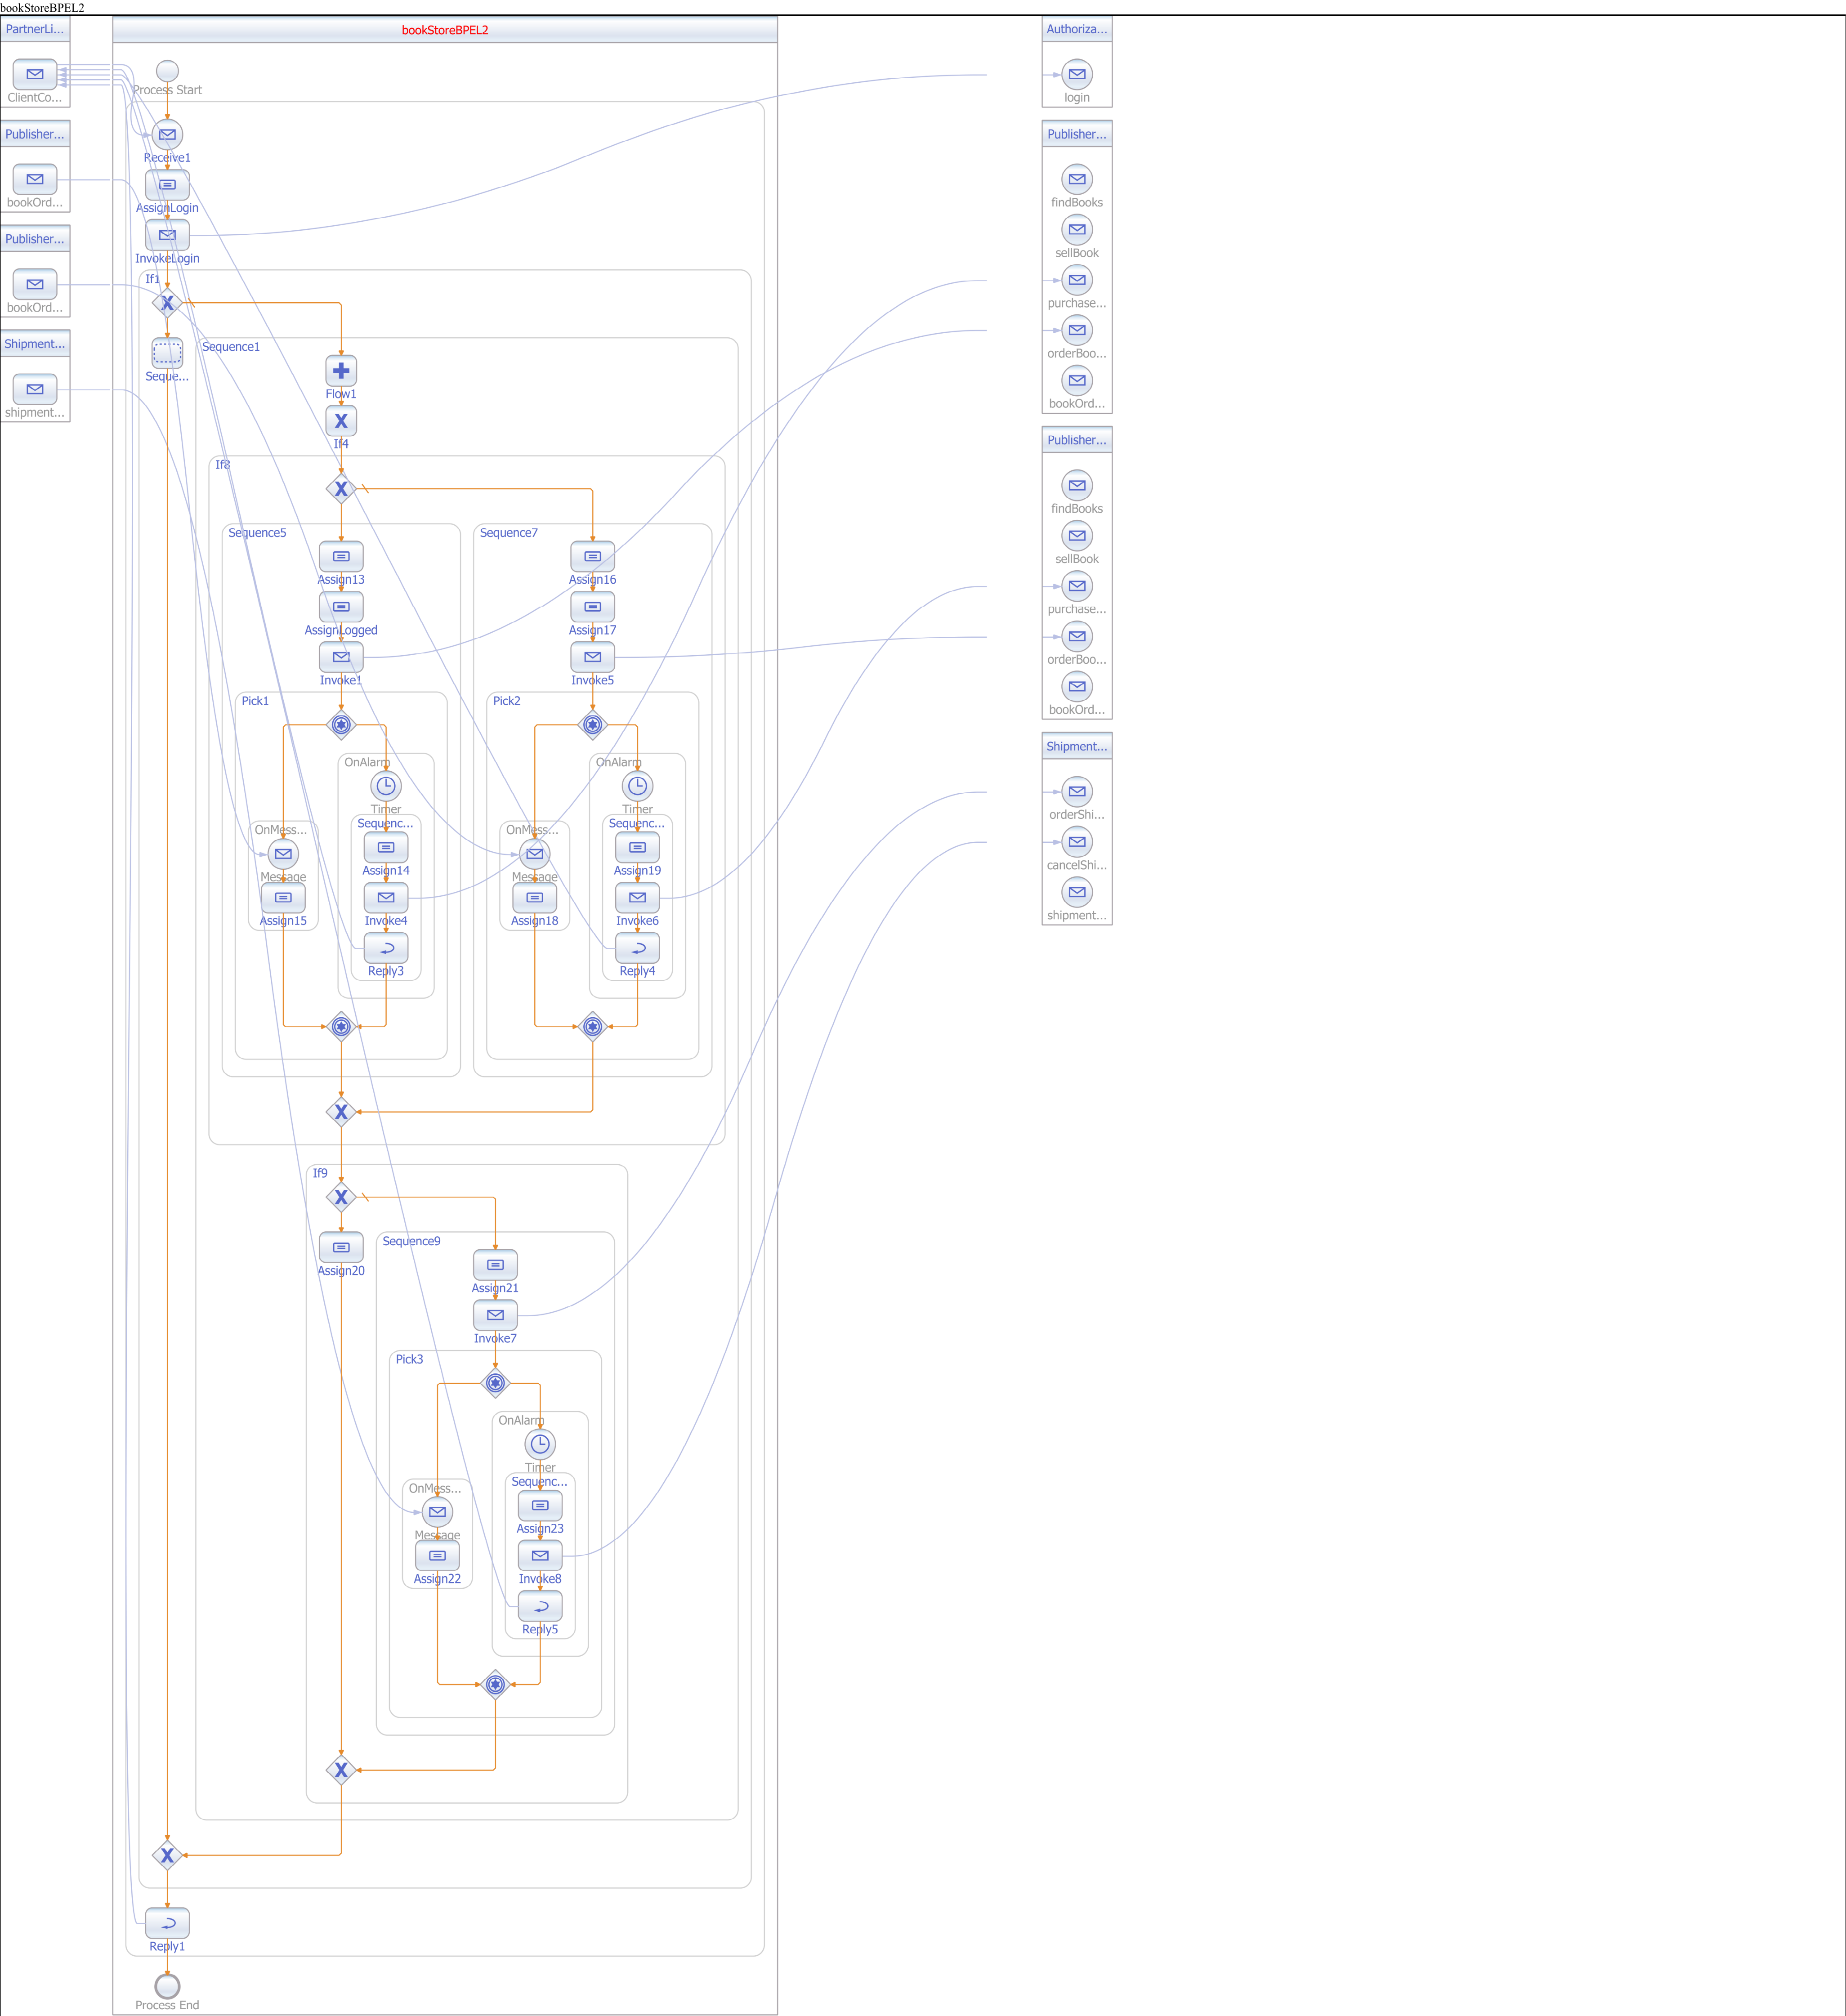 bookStoreBPEL2
PartnerLi...
ClientCo...
Publisher...
bookOrd...
Publisher...
bookOrd...
Shipment...
shipment...
bookStoreBPEL2
Process Start
Receive1
AssignLogin
InvokeLogin
If1
Seque...
Sequence1
Flow1
If4
If8
Sequence5
Assign13
AssignLogged
Invoke1
Pick1
OnAlarm
Timer
OnMess...
Message
Assign15
Sequenc...
Assign14
Invoke4
Reply3
Sequence7
Assign16
Assign17
Invoke5
Pick2
OnAlarm
Timer
OnMess...
Message
Assign18
Sequenc...
Assign19
Invoke6
Reply4
If9
Assign20
Sequence9
Assign21
Invoke7
Pick3
OnAlarm
Timer
OnMess...
Message
Assign22
Sequenc...
Assign23
Invoke8
Reply5
Reply1
Process End
Authoriza...
login
Publisher...
findBooks
sellBook
purchase...
orderBoo...
bookOrd...
Publisher...
findBooks
sellBook
purchase...
orderBoo...
bookOrd...
Shipment...
orderShi...
cancelShi...
shipment...